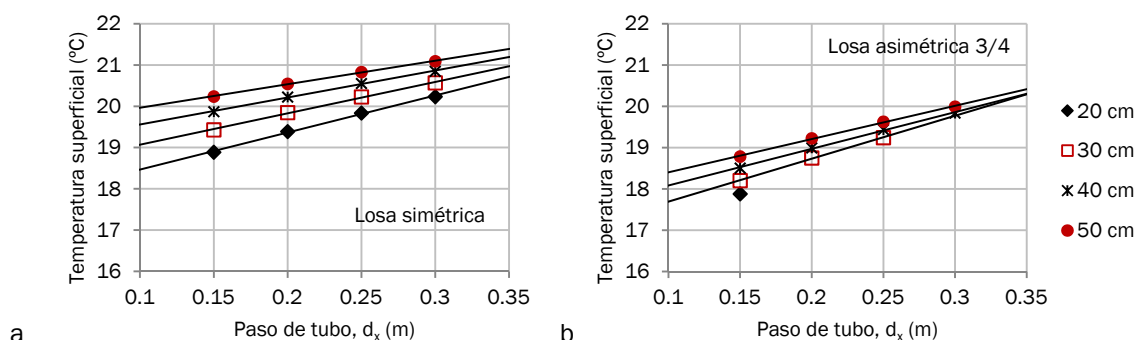 Temperatura superficial (ºC)
22
21
20
19
18
17
16
Losa simétrica
0.1 0.15 0.2 0.25 0.3 0.35
Paso de tubo, dx (m)
a
Temperatura superficial (ºC)
22
21
20
19
18
17
16
Losa asimétrica 3/4
0.1 0.15 0.2 0.25 0.3 0.35
Paso de tubo, dx (m)
b
20 cm
30 cm
40 cm
50 cm